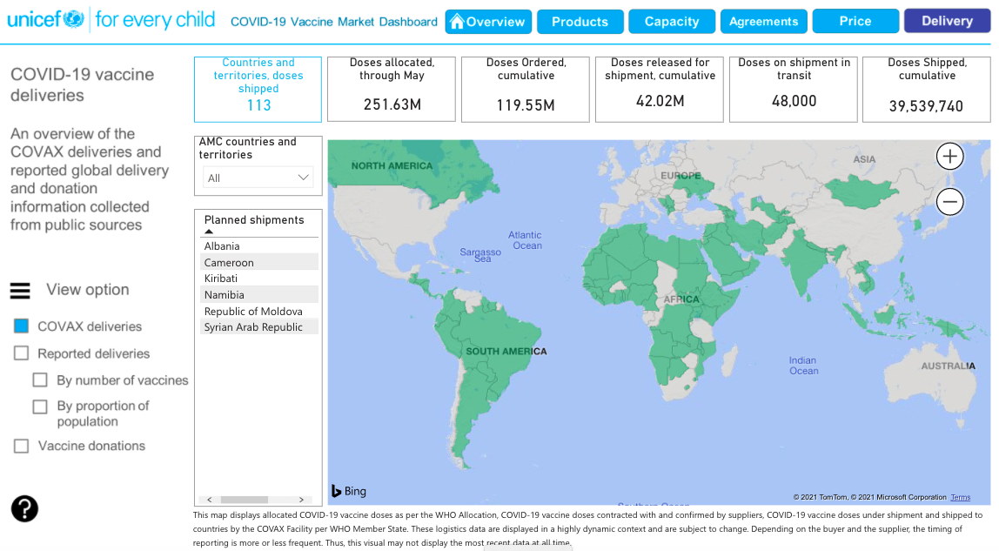 unicef for every child
COVID-19 Vaccine Market Dashboard
Overview
Products
Capacity
Agreements
Price
Delivery
COVID-19 vaccine
deliveries
An overview of the
COVAX deliveries and
reported global delivery
and donation
information collected
from public sources
View option
COVAX deliveries
Reported deliveries
By number of vaccines
By proportion of
population
Vaccine donations
?
Countries and
territories, doses
shipped
113
Doses allocated,
through May
251.63M
Doses Ordered,
cumulative
119.55M
Doses released for
shipment, cumulative
42.02M
Doses on shipment in
transit
48,000
Doses Shipped,
cumulative
39,539,740
AMC countries and
territories
All
Planned shipments
Albania
Cameroon
Kiribati
Namibia
Republic of Moldova
Syrian Arab Republic
NORTH AMERICA
EUROPE
ASIA
Atlantic
Ocean
Sargasso
Sea
AFRICA
SOUTH AMERICA
Indian
Ocean
AUSTRALIA
Southern Ocean
Bing
© 2021 TomTom, © 2021 Microsoft Corporation Terms
This map displays allocated COVID-19 vaccine doses as per the WHO Allocation, COVID-19 vaccine doses contracted with and confirmed by suppliers, COVID-19 vaccine doses under shipment and shipped to
countries by the COVAX Facility per WHO Member State. These logistics data are displayed in a highly dynamic context and are subject to change. Depending on the buyer and the supplier, the timing of
reporting is more or less frequent. Thus, this visual may not display the most recent data at all time.